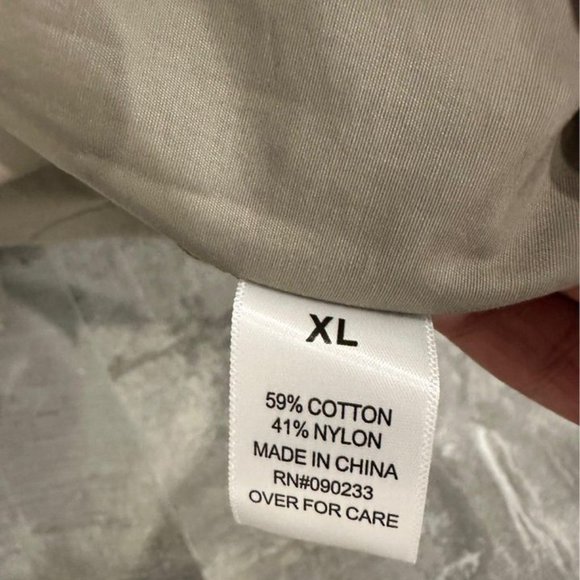 XL
59% COTTON
41% NYLON
MADE IN CHINA
RN#090233
OVER FOR CARE